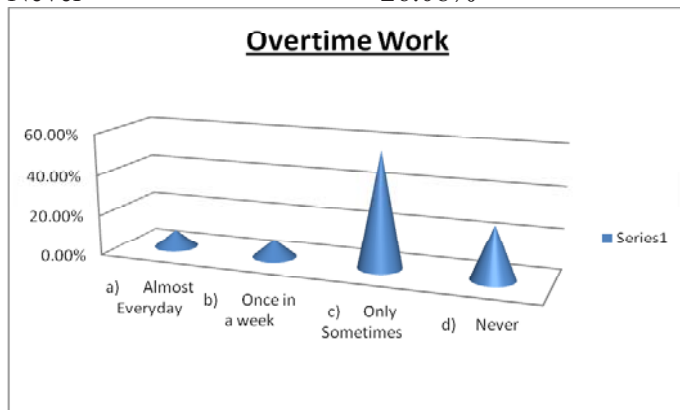 Overtime Work
60.00%
40.00%
20.00%
0.00%
a) Almost
Everyday
b) Once in
a week
c) Only
Sometimes
d) Never
Series1